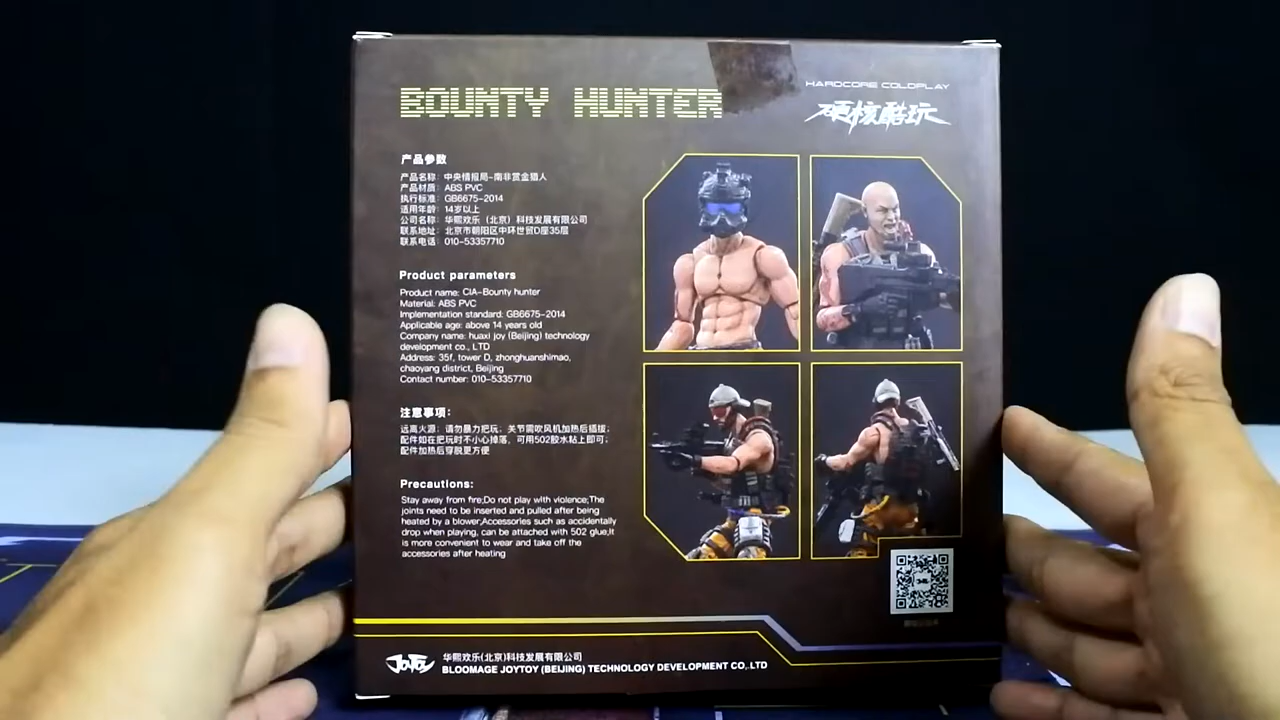 BOUNTY HUNTER
HARDCORE COLDPLAY
硬核酷玩
产品参数
产品名称：中央情报局-南非赏金猎人
产品材质：ABS PVC
执行标准：GB6675-2014
适用年龄：14岁以上
公司名称：华熙欢乐（北京）科技发展有限公司
联系地址：北京市朝阳区中环世贸D座35层
联系电话：010-53357710
Product parameters
Product name: CIA-Bounty hunter
Material: ABS PVC
Implementation standard: GB6675-2014
Applicable age: above 14 years old
Company name: huaxi joy (Beijing) technology
development co., LTD
Address: 35f, tower D, zhonghuanshimao,
chaoyang district, Beijing
Contact number: 010-53357710
注意事项：
远离火源；请勿暴力把玩；关节需吹风机加热后插拔；
配件如在把玩时不小心掉落，可用502胶水粘上即可；
配件加热后穿脱更方便
Precautions:
Stay away from fire;Do not play with violence;The
joints need to be inserted and pulled after being
heated by a blower,Accessories such as accidentally
drop when playing, can be attached with 502 glue,It
is more convenient to wear and take off the
accessories after heating
JOYTOY
华熙欢乐(北京)科技发展有限公司
BLOOMAGE JOYTOY (BEIJING) TECHNOLOGY DEVELOPMENT CO., LTD